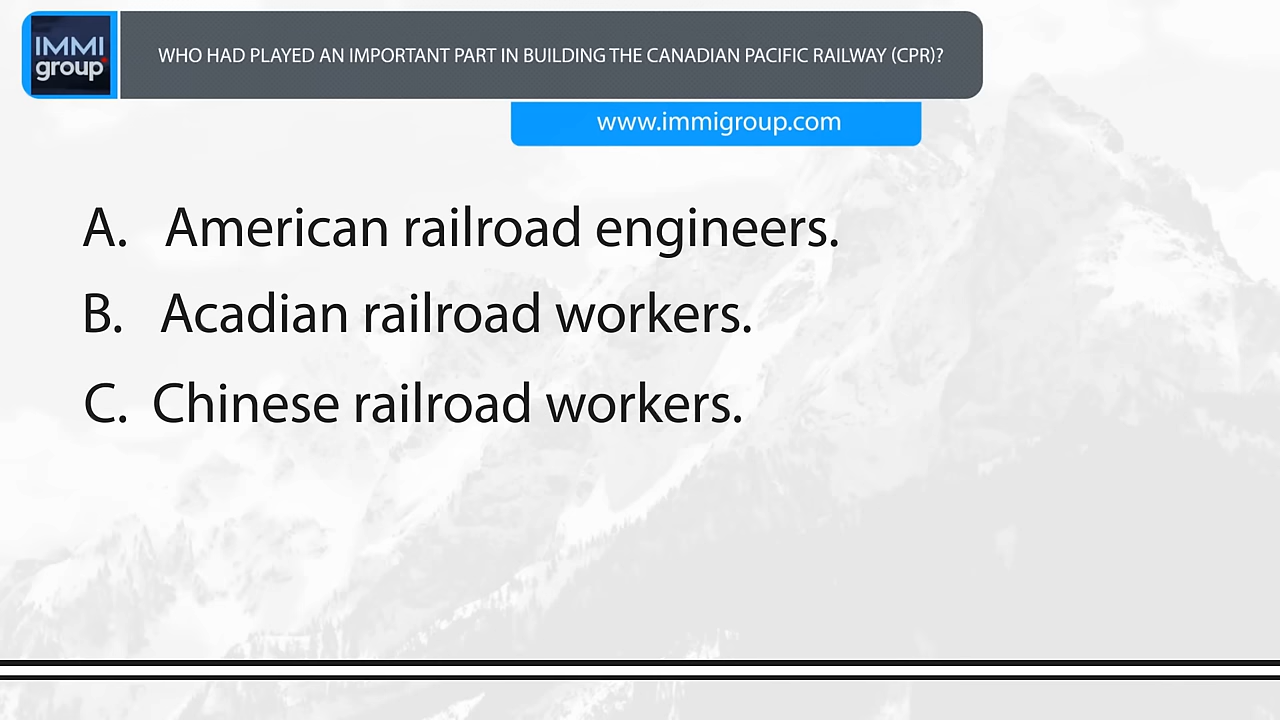 IMMI
group
WHO HAD PLAYED AN IMPORTANT PART IN BUILDING THE CANADIAN PACIFIC RAILWAY (CPR)?
www.immigroup.com
A. American railroad engineers.
B. Acadian railroad workers.
C. Chinese railroad workers.